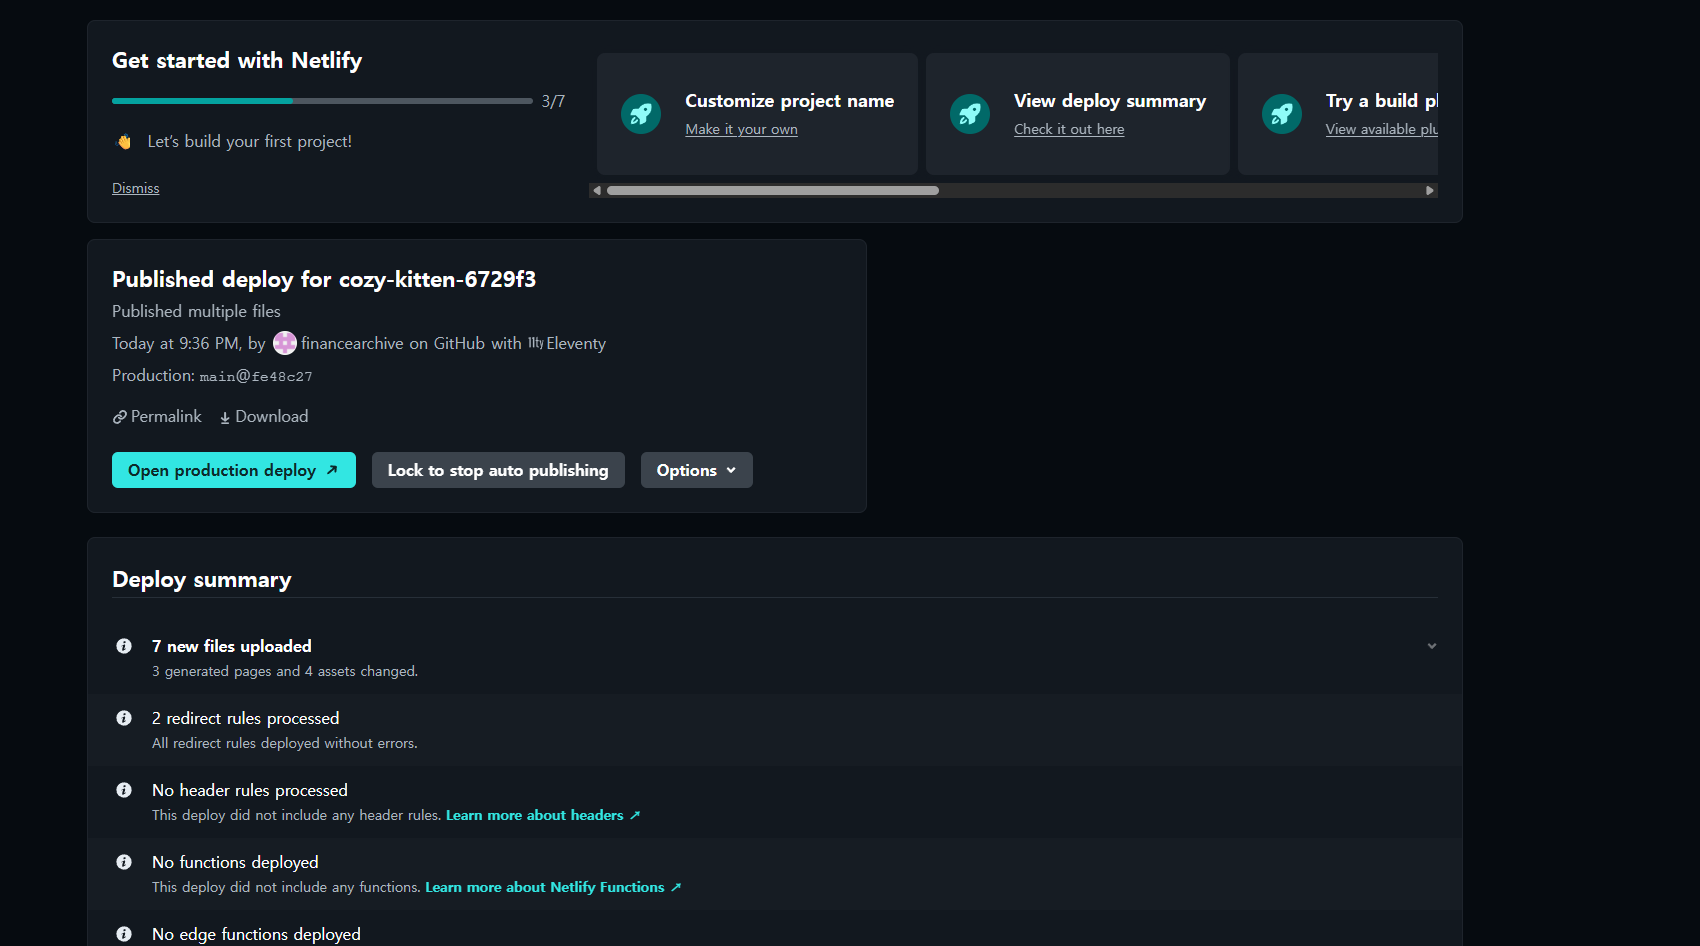 Get started with Netlify
3/7
Let’s build your first project!
Dismiss
Customize project name
Make it your own
View deploy summary
Check it out here
Try a build
View available
Published deploy for cozy-kitten-6729f3
Published multiple files
Today at 9:36 PM, by financearchive on GitHub with 11ty Eleventy
Production: main@fe48c27
Permalink Download
Open production deploy ↗ Lock to stop auto publishing Options
Deploy summary
7 new files uploaded
3 generated pages and 4 assets changed.
2 redirect rules processed
All redirect rules deployed without errors.
No header rules processed
This deploy did not include any header rules. Learn more about headers ↗
No functions deployed
This deploy did not include any functions. Learn more about Netlify Functions ↗
No edge functions deployed